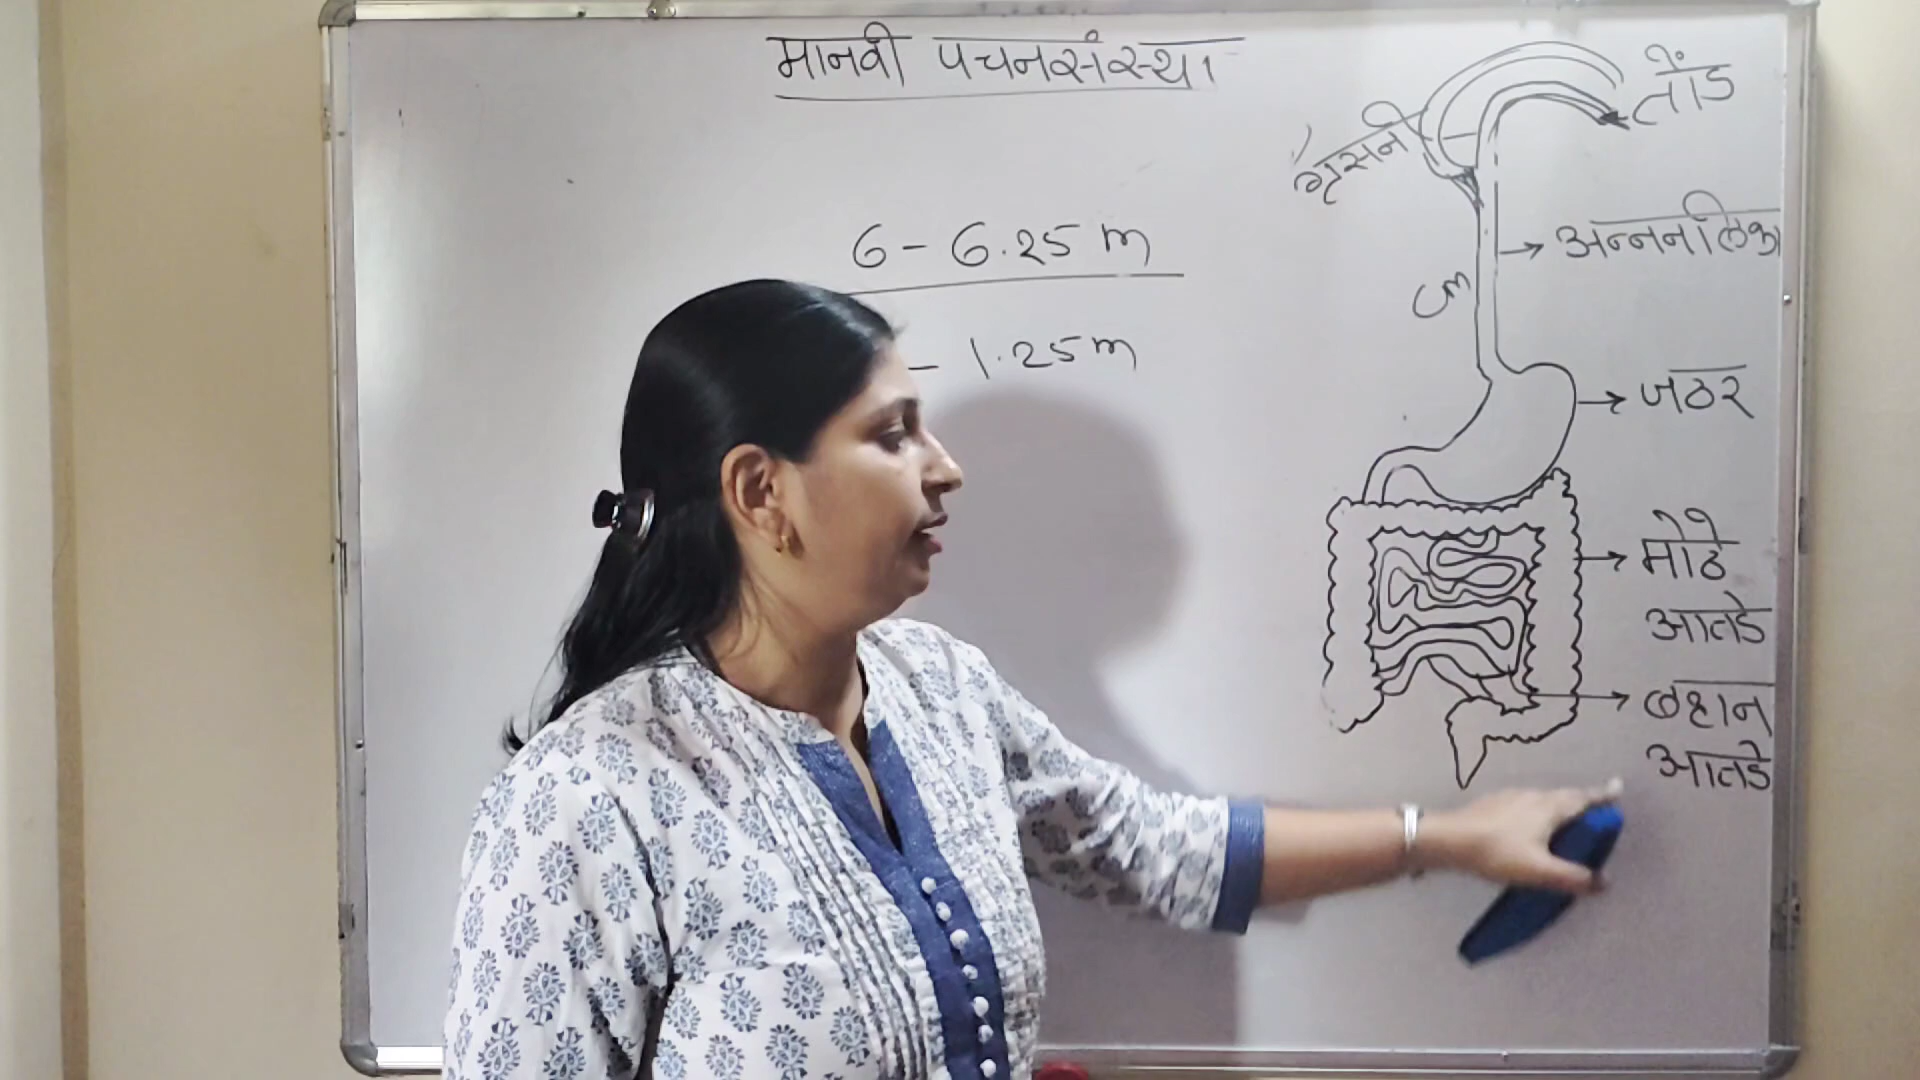 मानवी पचनसंस्था
तोंड
ग्रसनी
6 - 6.25 m
अन्ननलिका
cm
- 1.25 m
जठर
मोठे
आतडे
लहान
आतडे